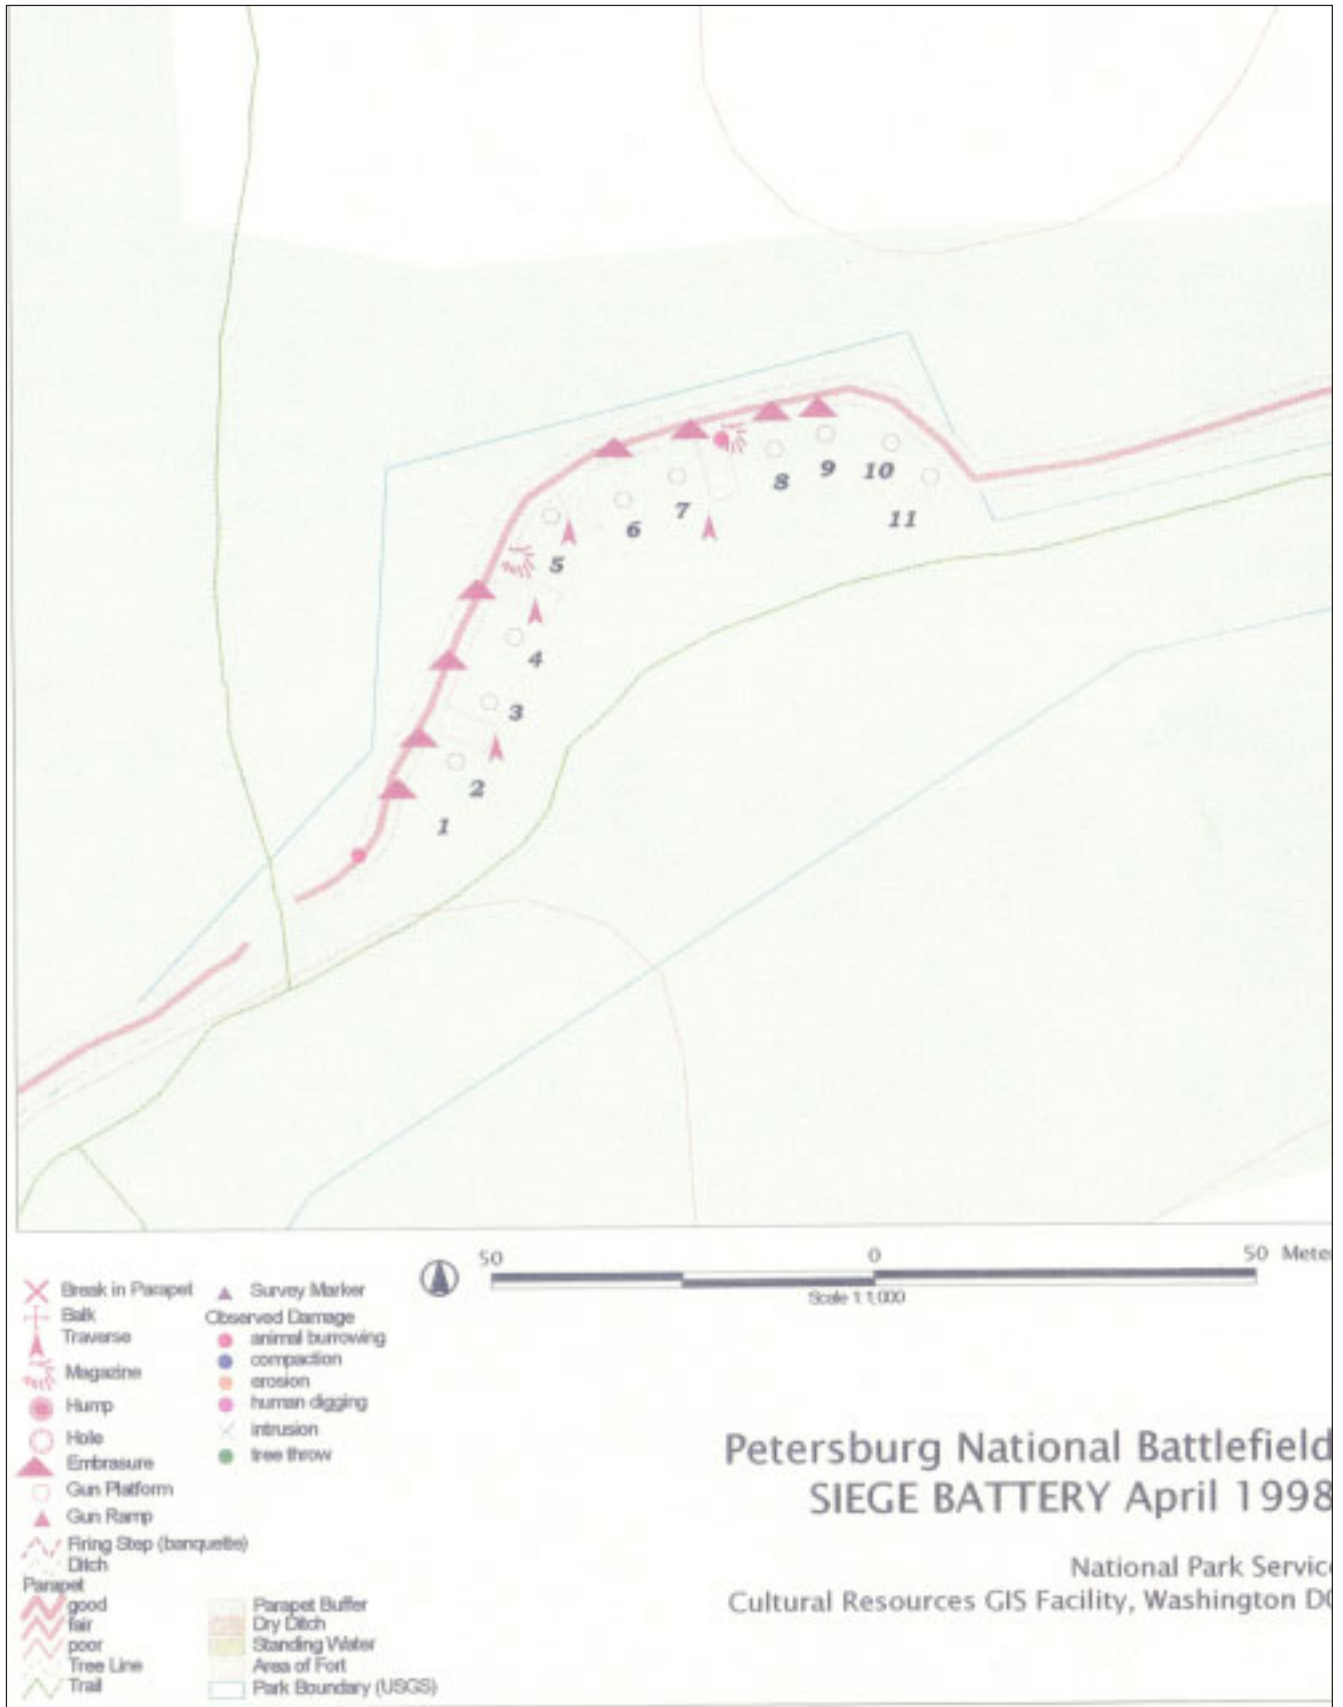 9
10
8
7
6
11
5
4
3
2
1
50 0 50 Meter
Scale 1:1,000
Break in Parapet
Balk
Traverse
Magazine
Hump
Hole
Embrasure
Gun Platform
Gun Ramp
Firing Step (banquette)
Ditch
Parapet
good
fair
poor
Tree Line
Trail
Survey Marker
Observed Damage
animal burrowing
compaction
erosion
human digging
intrusion
tree throw
Parapet Buffer
Dry Ditch
Standing Water
Area of Fort
Park Boundary (USGS)
Petersburg National Battlefield
SIEGE BATTERY April 1998
National Park Service
Cultural Resources GIS Facility, Washington DC